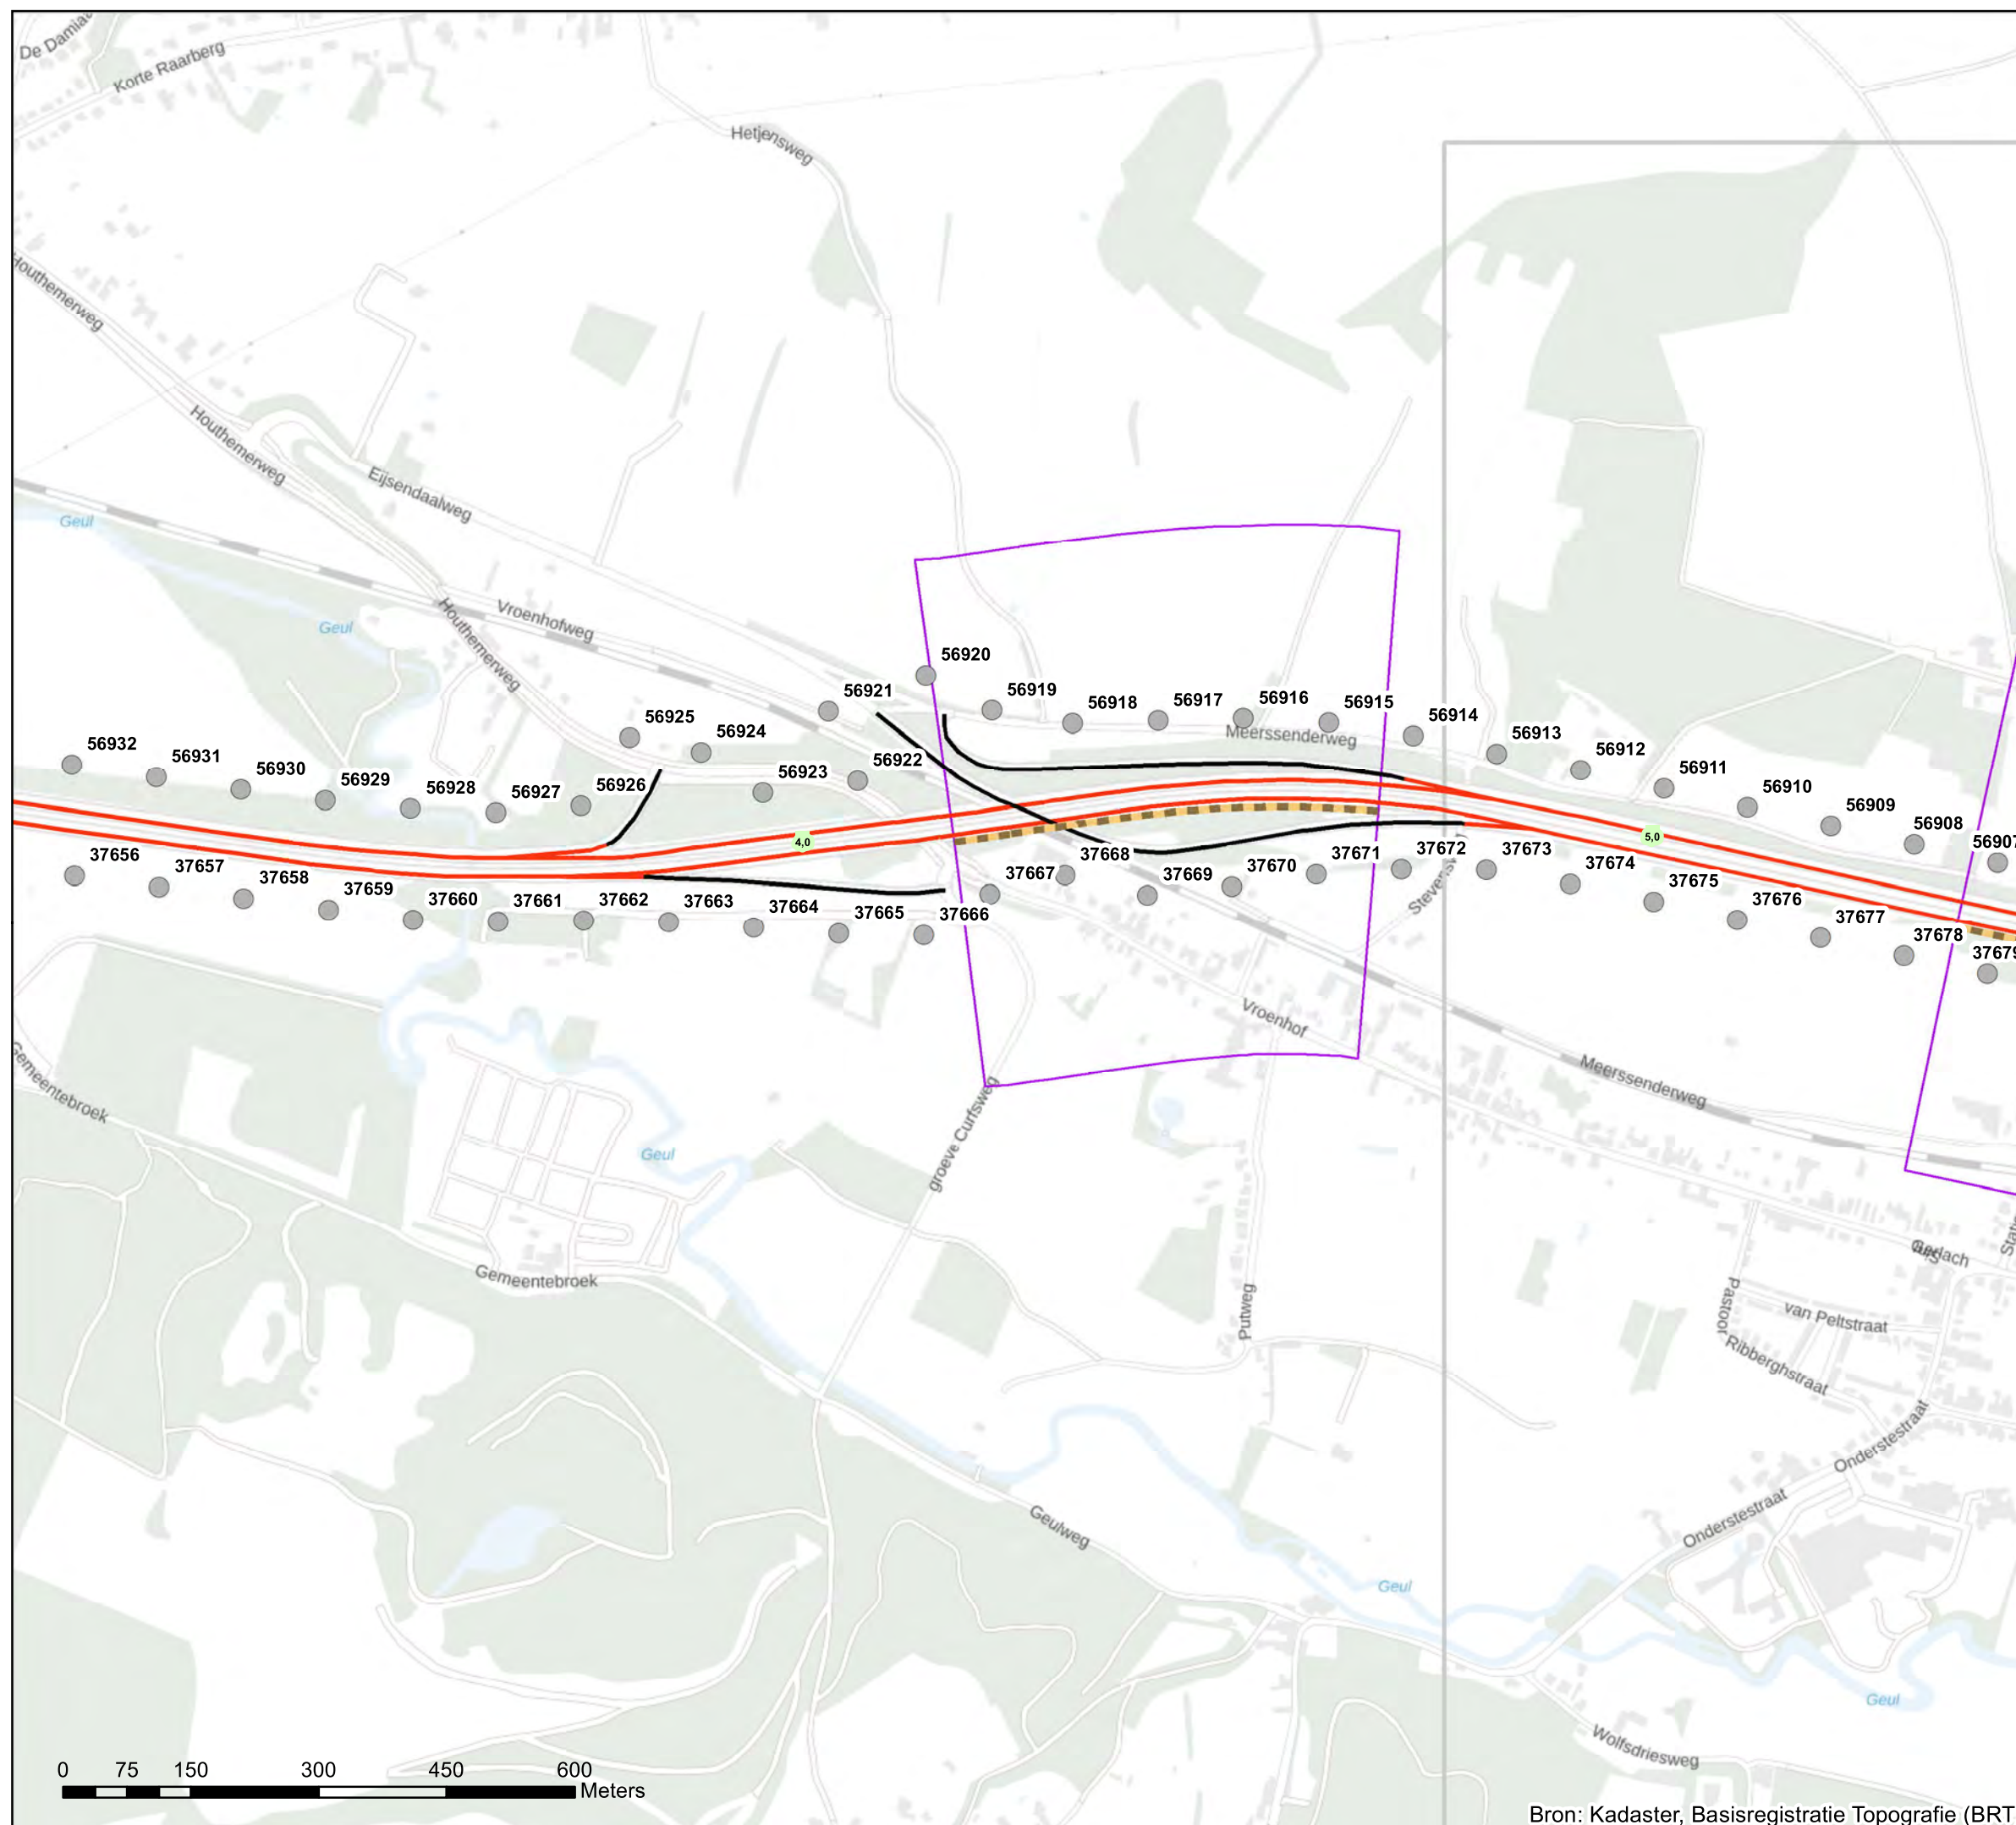 De Damiat
Korte Raarberg
Hetjensweg
Houthemerweg
Houthemerweg
Eijsendaalweg
Geul
Vroenhofweg
Geul
Houthemerweg
56920
56921
56919
56918
56917
56916
56915
56914
56925
56924
Meerssenderweg
56932
56931
56930
56929
56928
56927
56926
56923
56922
56913
56912
56911
56910
56909
56908
56907
4,0
5,0
37656
37657
37658
37659
37660
37661
37662
37663
37664
37665
37666
37667
37668
37669
37670
37671
37672
37673
37674
37675
37676
37677
37678
37679
Vroenhof
Meerssenderweg
Gemeentebroek
groeve Curfsweg
Geul
Gemeentebroek
Putweg
Gerlach
Pastoor
van Peltstraat
Ribberghstraat
Onderstestraat
Onderstestraat
Geulweg
Geul
Geul
Wolfsdriesweg
0 75 150 300 450 600
Meters
Bron: Kadaster, Basisregistratie Topografie (BRT